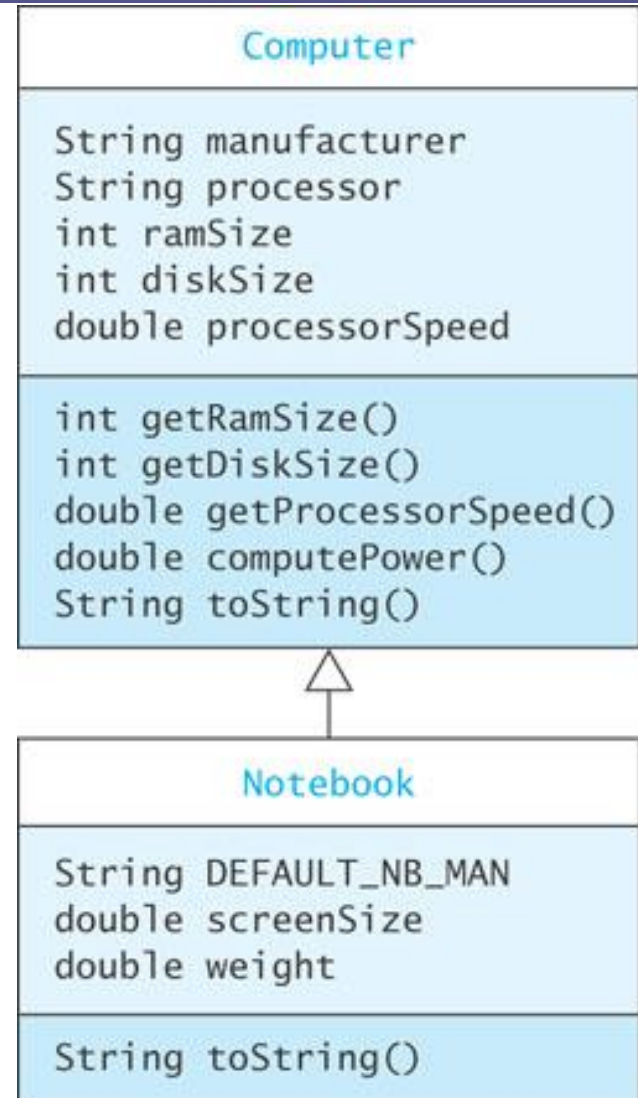 Computer
String manufacturer
String processor
int ramSize
int diskSize
double processorSpeed
int getRamSize()
int getDiskSize()
double getProcessorSpeed()
double computePower()
String toString()
Notebook
String DEFAULT_NB_MAN
double screenSize
double weight
String toString()